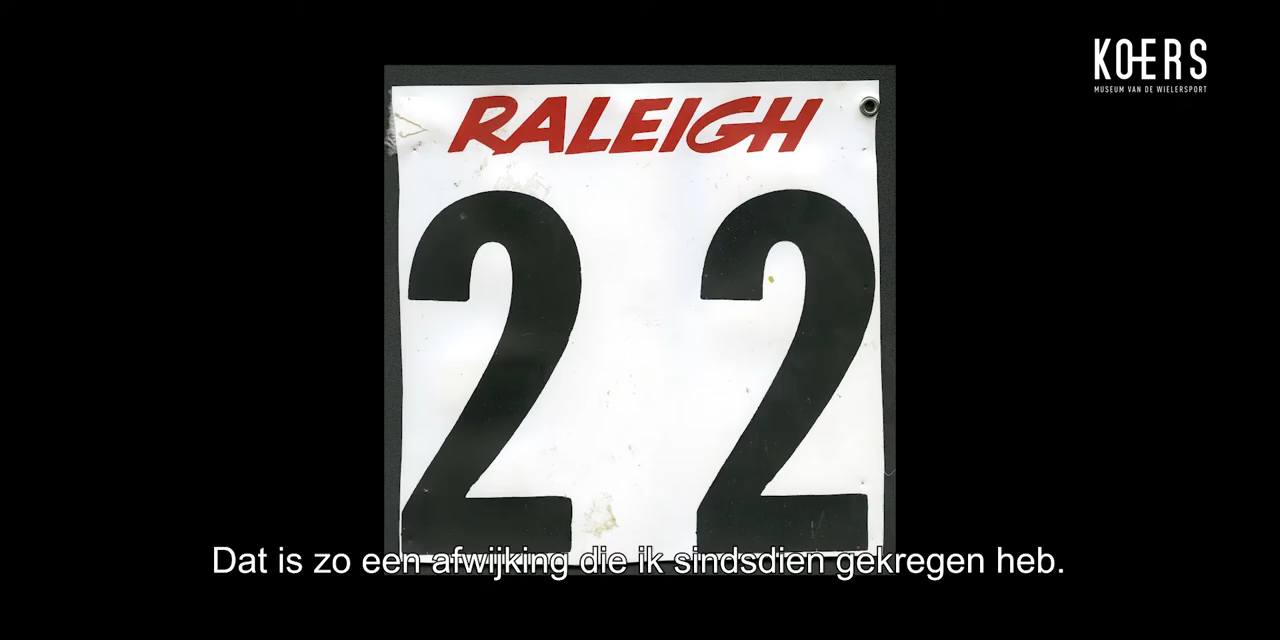 KOERS
MUSEUM VAN DE WIELERSPORT
RALEIGH
22
Dat is zo een afwijking die ik sindsdien gekregen heb.